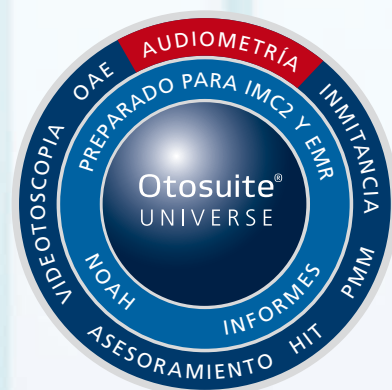 AUDIOMETRÍA
INMITANCIA
PMM
HIT
ASESORAMIENTO
VIDEOTOSCOPIA
OAE
PREPARADO PARA IMC2 Y EMR
INFORMES
NOAH
Otosuite®
UNIVERSE